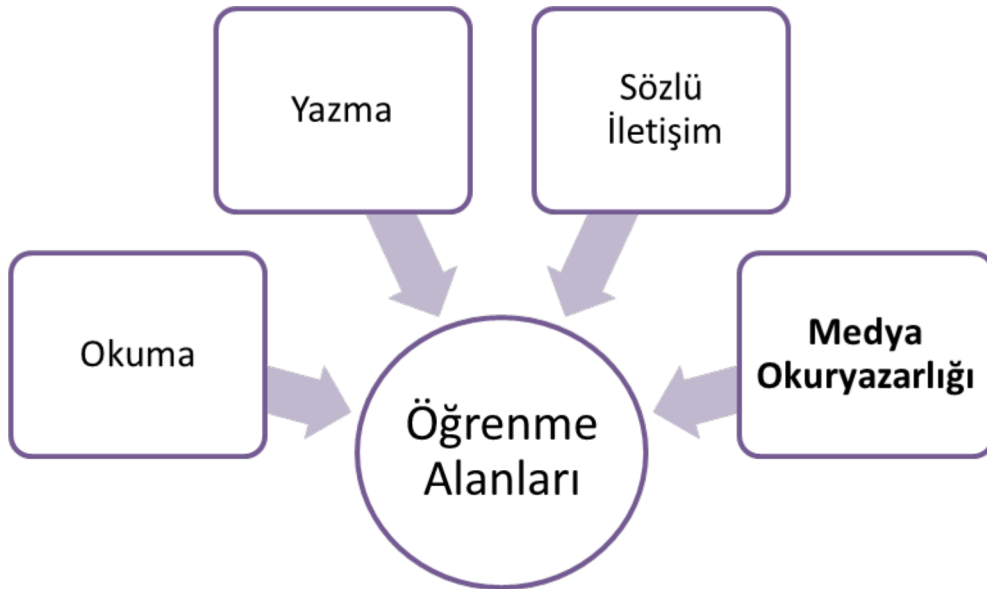 Yazma
Sözlü
İletişim
Okuma
Medya
Okuryazarlığı
Öğrenme
Alanları